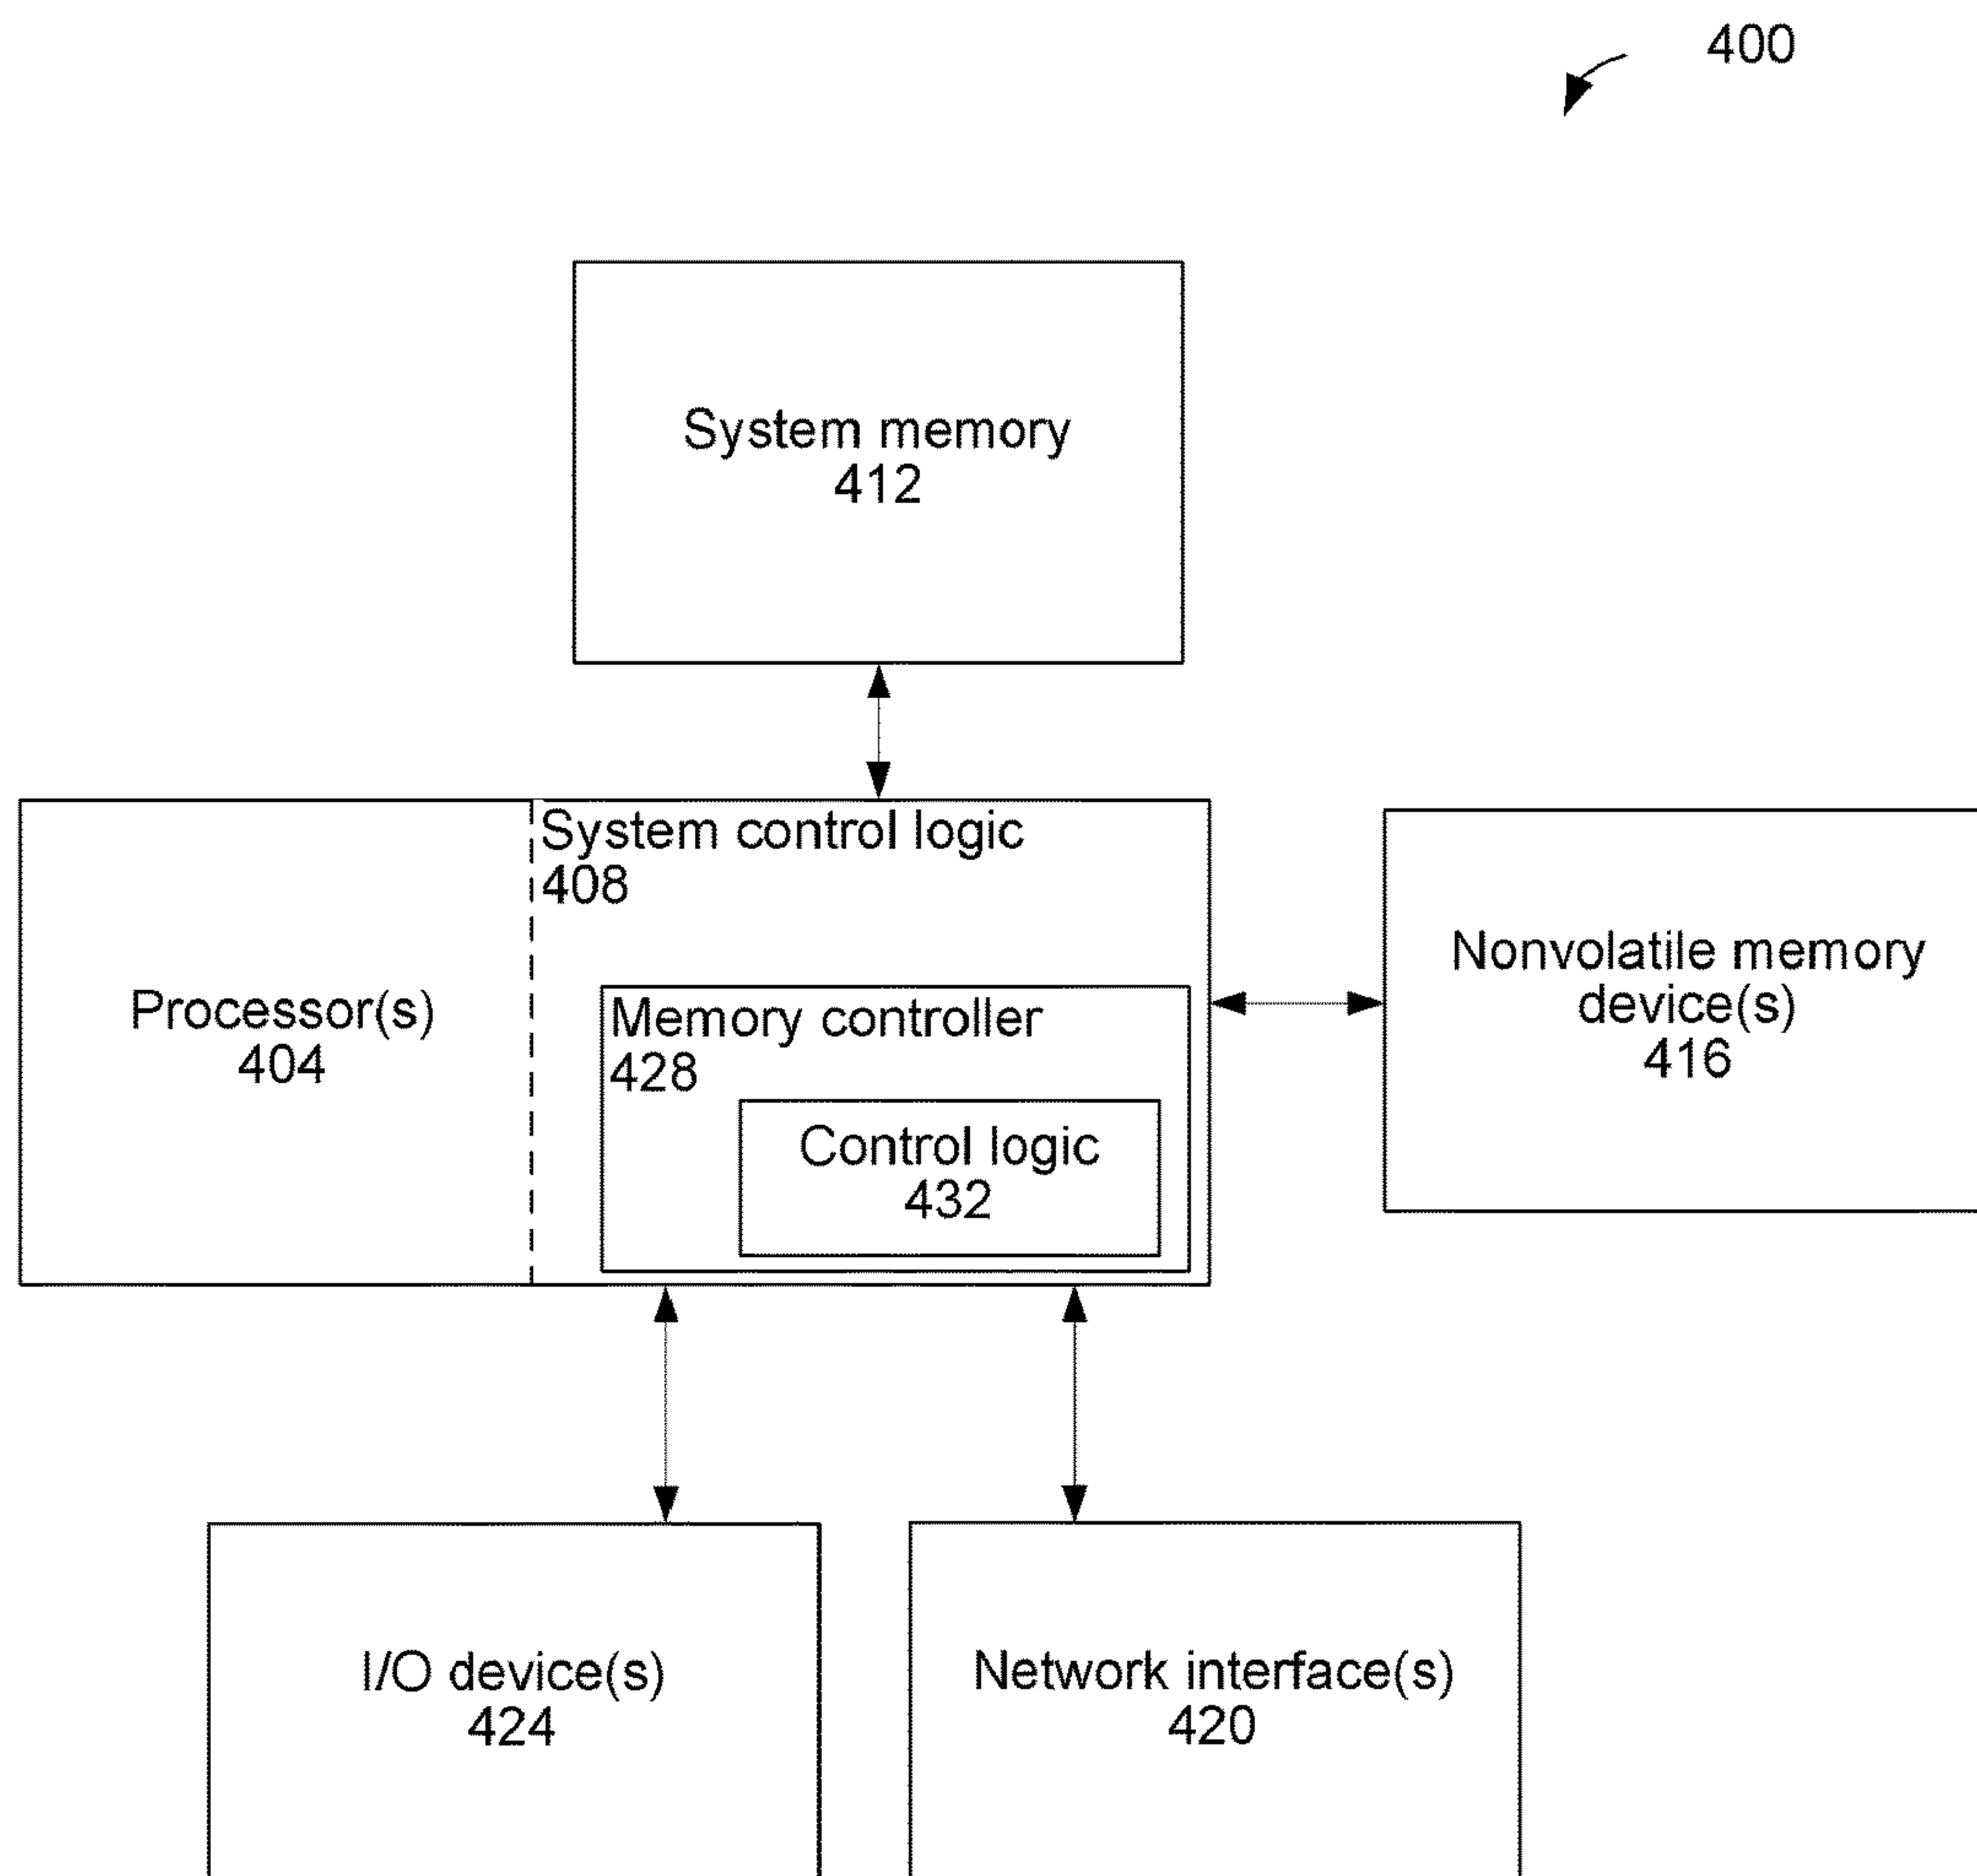 400
System memory
412
System control logic
408
Processor(s)
404
Memory controller
428
Control logic
432
Nonvolatile memory
device(s)
416
I/O device(s)
424
Network interface(s)
420